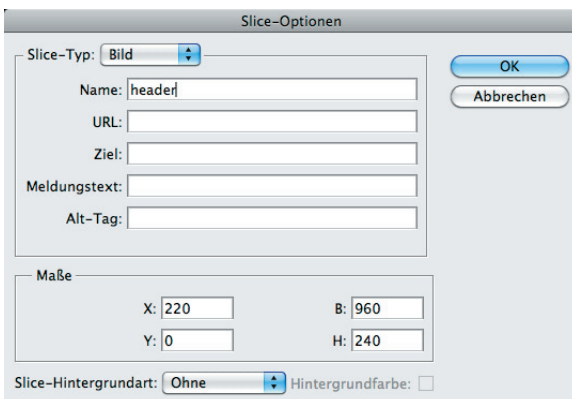 Slice-Optionen
Slice-Typ: Bild
OK
Name: header
Abbrechen
URL:
Ziel:
Meldungstext:
Alt-Tag:
Maße
X: 220 B: 960
Y: 0 H: 240
Slice-Hintergrundart: Ohne Hintergrundfarbe: